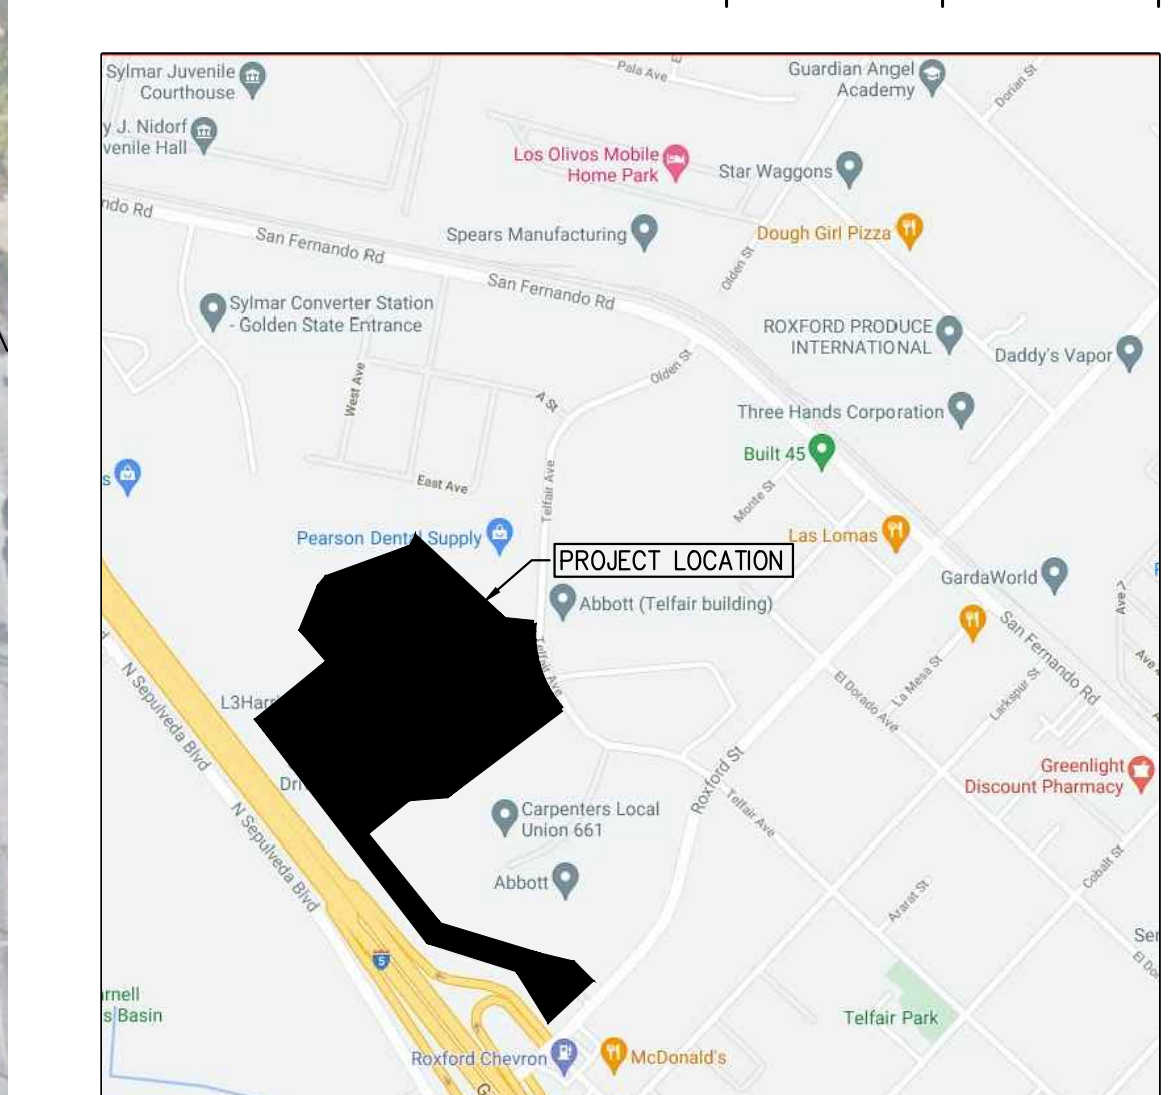 Pala Ave
Sylmar Juvenile
Courthouse
Guardian Angel
Academy
Dorian St
y J. Nidorf
venile Hall
Los Olivos Mobile
Home Park
Star Waggons
ndo Rd
San Fernando Rd
Spears Manufacturing
Dough Girl Pizza
Olden St
San Fernando Rd
Sylmar Converter Station
- Golden State Entrance
ROXFORD PRODUCE
INTERNATIONAL
Daddy's Vapor
Olden St
West Ave
A St
Three Hands Corporation
Built 45
Telfair Ave
East Ave
s
Monte St
Pearson Dental Supply
Las Lomas
PROJECT LOCATION
GardaWorld
Abbott (Telfair building)
Ave >
San Fernando Rd
Telfair Ave
La Mesa St
El Dorado Ave
Larkspur St
Ave
N Sepulveda Blvd
L3Har
Roxford St
Greenlight
Discount Pharmacy
Dri
Telfair Ave
Carpenters Local
Union 661
N Sepulveda Blvd
Abbott
Cobalt St
Ararat St
Ser
El Dor
5
rnell
s Basin
Telfair Park
Roxford Chevron
McDonald's
G